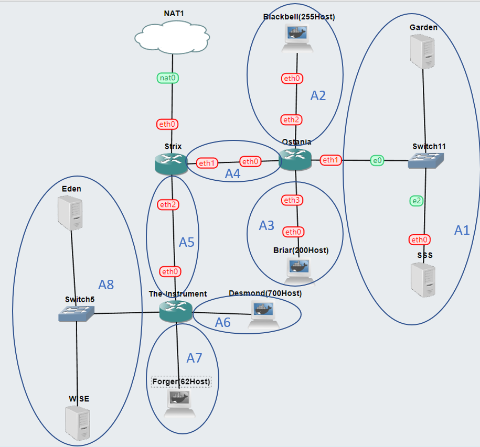 NAT1
Blackbell(255Host)
Garden
nat0
eth0
eth0
A2
eth0
eth2
Strix
Ostania
Switch11
eth1
eth0
eth1
e0
A4
eth2
eth3
e2
Eden
A3
A1
A5
eth0
eth0
A8
eth0
Briar(200Host)
SSS
Switch5
The Instrument
Desmond(700Host)
A6
A7
Forger(62Host)
WISE